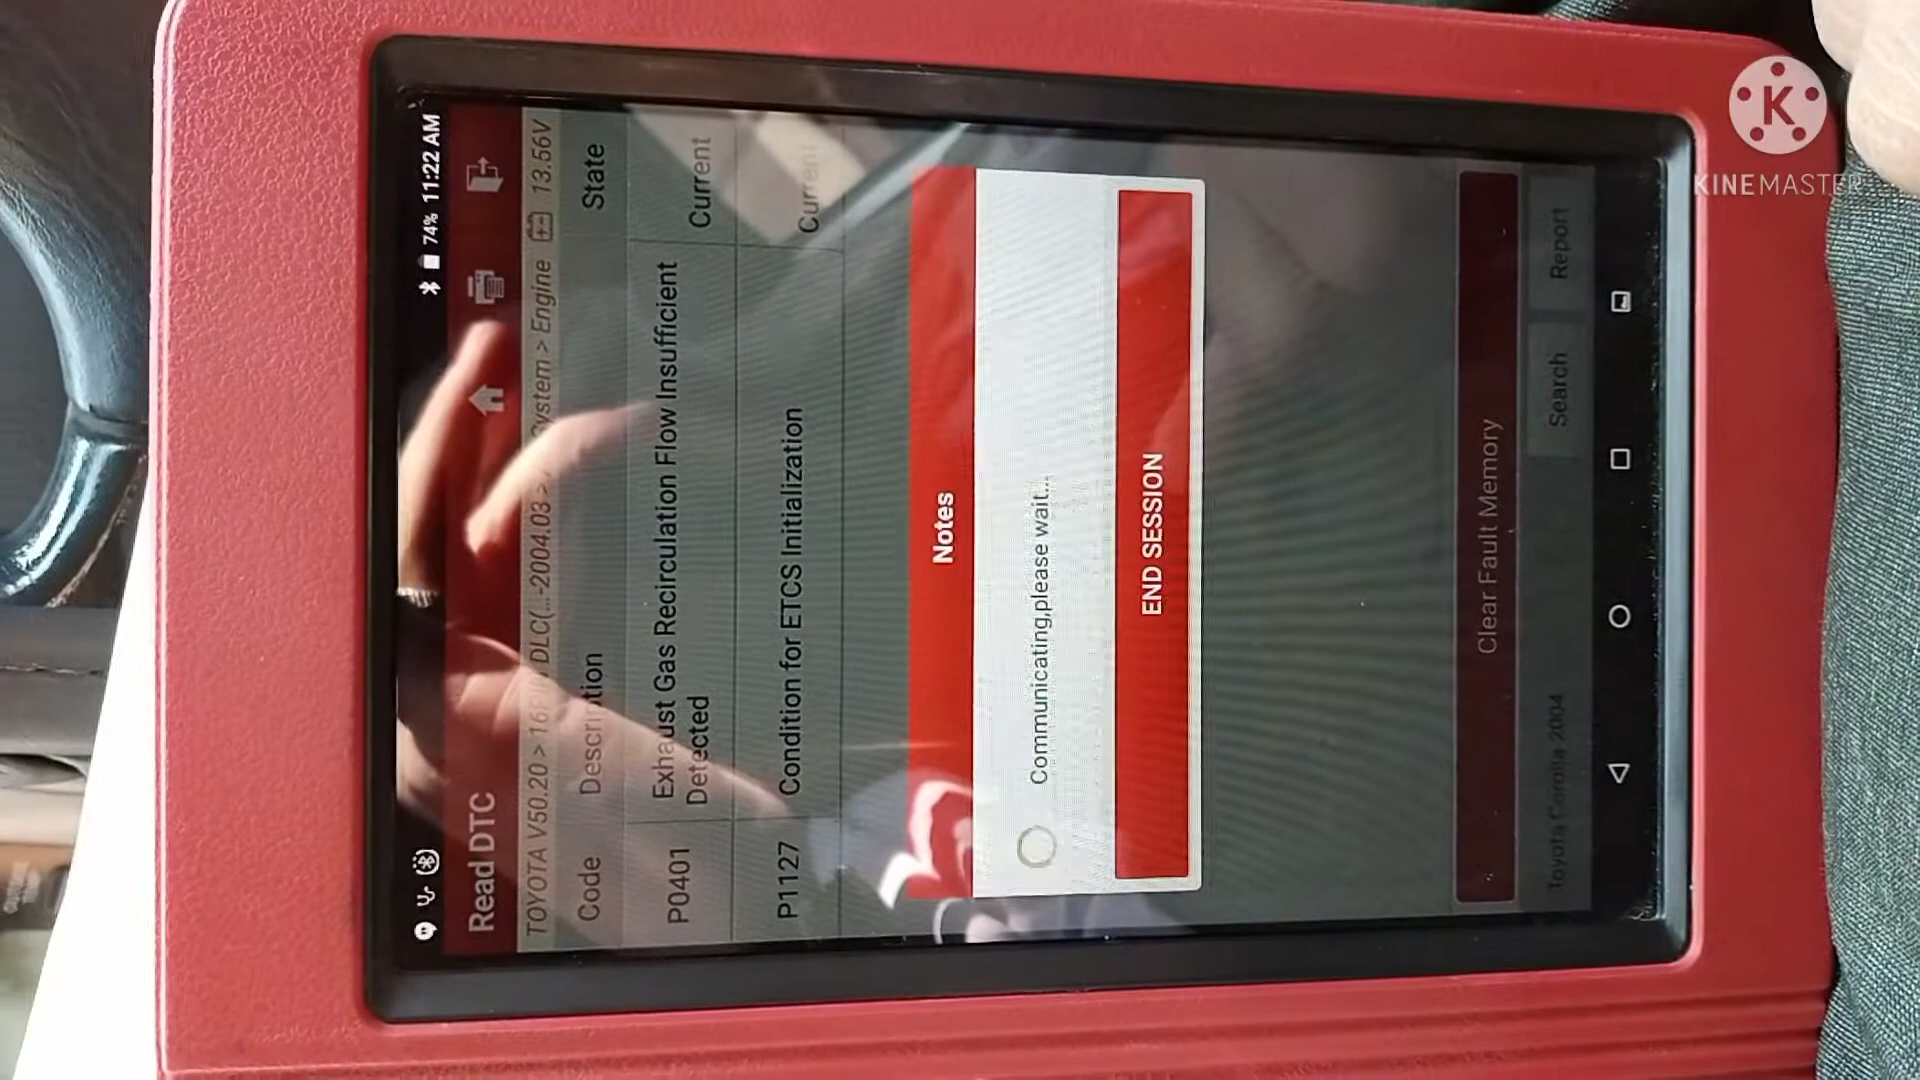 74% 11:22 AM
Read DTC
TOYOTA V50.20 > 16P DLC(...-2004.03 > System > Engine 13.56V
Code Description State
P0401 Exhaust Gas Recirculation Flow Insufficient Current
Detected
P1127 Condition for ETCS Initialization Current
Notes
Communicating,please wait...
END SESSION
Clear Fault Memory
Toyota Corolla 2004 Search Report
K
KINEMASTER